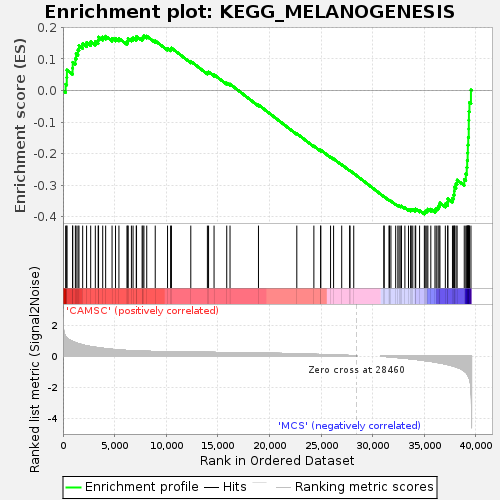 Enrichment plot: KEGG_MELANOGENESIS
Enrichment score (ES)
0.2
0.1
0.0
-0.1
-0.2
-0.3
-0.4
'CAMSC' (positively correlated)
Ranked list metric (Signal2Noise)
2
0
-2
-4
Zero cross at 28460
'MCS' (negatively correlated)
0
5,000
10,000
15,000
20,000
25,000
30,000
35,000
40,000
Rank in Ordered Dataset
Enrichment profile
Hits
Ranking metric scores